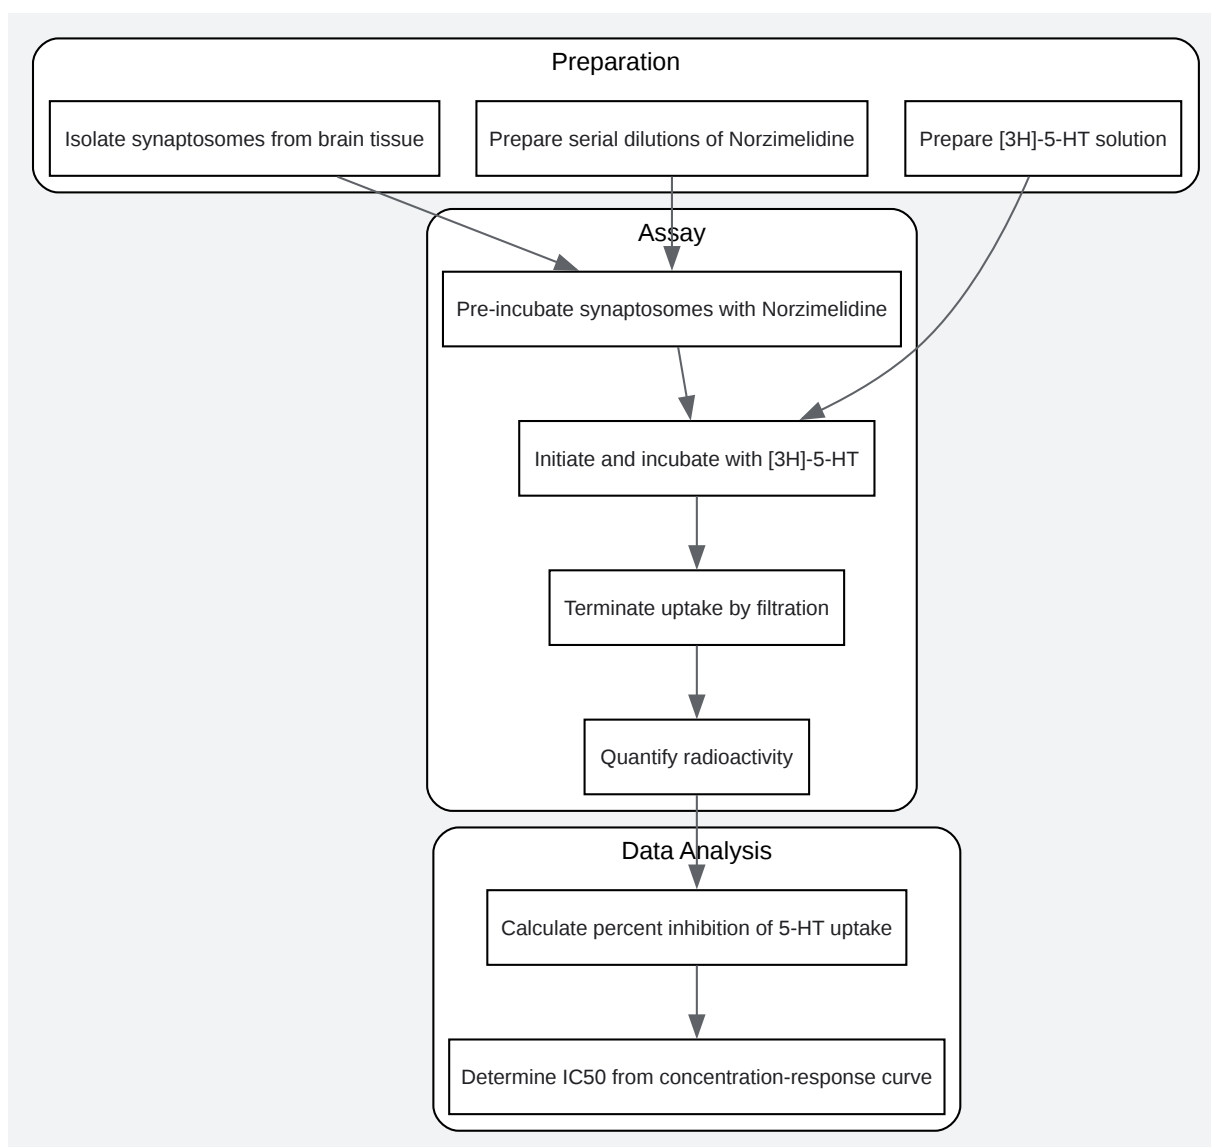 Preparation
Isolate synaptosomes from brain tissue
Prepare serial dilutions of Norzimelidine
Prepare [3H]-5-HT solution
Assay
Pre-incubate synaptosomes with Norzimelidine
Initiate and incubate with [3H]-5-HT
Terminate uptake by filtration
Quantify radioactivity
Data Analysis
Calculate percent inhibition of 5-HT uptake
Determine IC50 from concentration-response curve